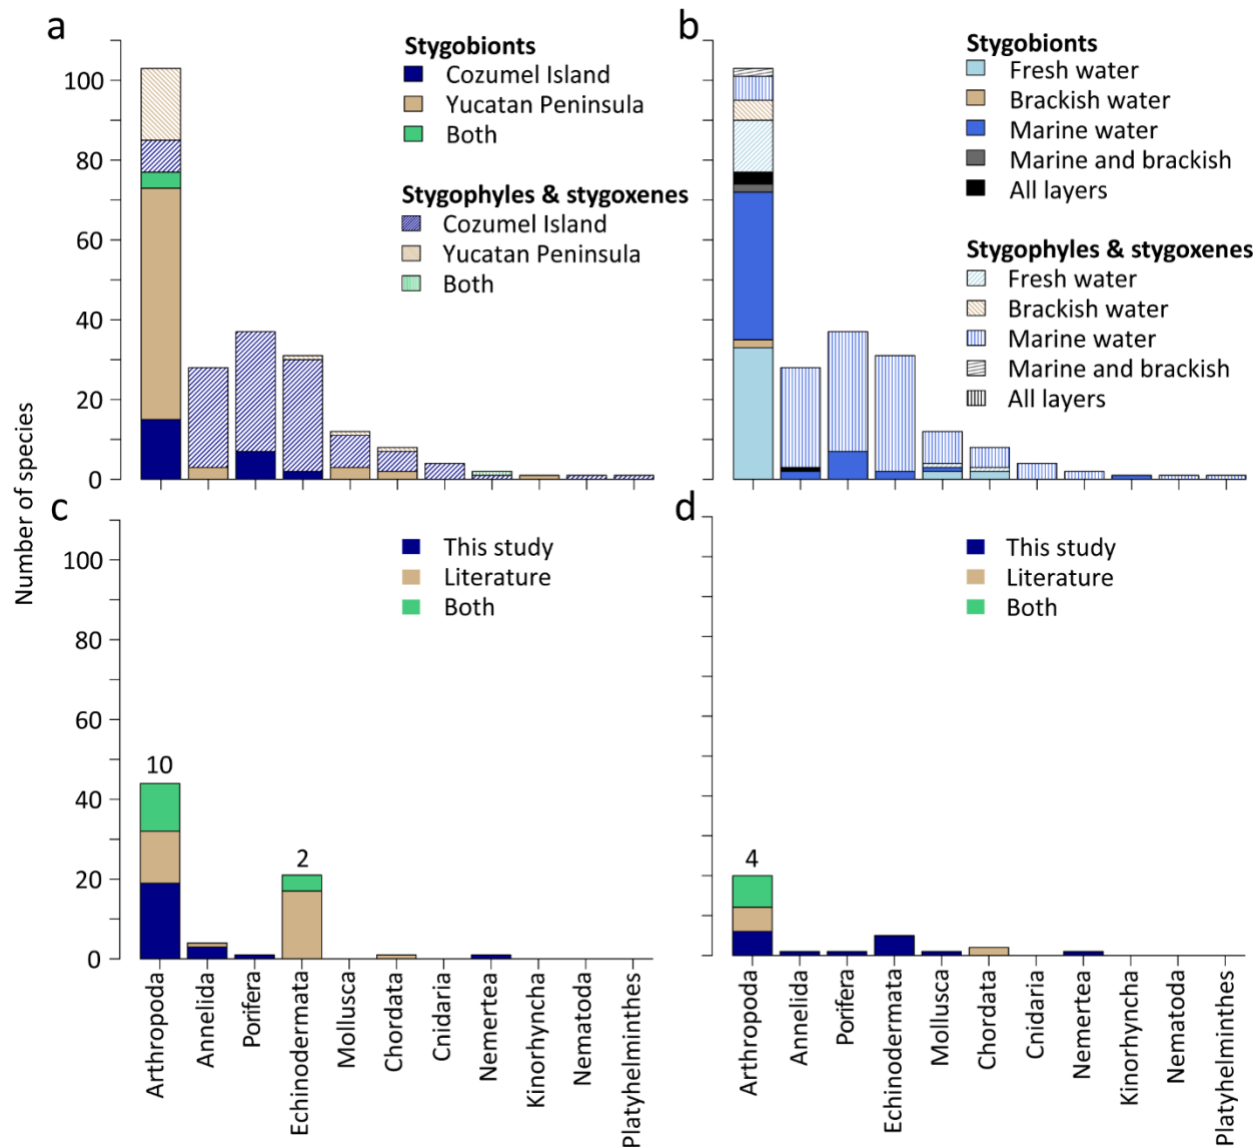 a
Stygobionts
Cozumel Island
Yucatan Peninsula
Both
Stygophyles & stygoxenes
Cozumel Island
Yucatan Peninsula
Both
100
80
60
40
20
0
b
Stygobionts
Fresh water
Brackish water
Marine water
Marine and brackish
All layers
Stygophyles & stygoxenes
Fresh water
Brackish water
Marine water
Marine and brackish
All layers
Number of species
c
This study
Literature
Both
100
80
60
40
20
0
10
2
Arthropoda
Annelida
Porifera
Echinodermata
Mollusca
Chordata
Cnidaria
Nemertea
Kinorhyncha
Nematoda
Platyhelminthes
d
This study
Literature
Both
4
Arthropoda
Annelida
Porifera
Echinodermata
Mollusca
Chordata
Cnidaria
Nemertea
Kinorhyncha
Nematoda
Platyhelminthes